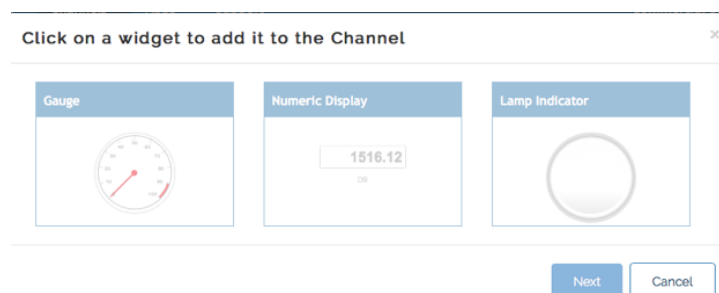 Click on a widget to add it to the Channel
×
Gauge
Numeric Display
Lamp Indicator
1516.12
Next
Cancel